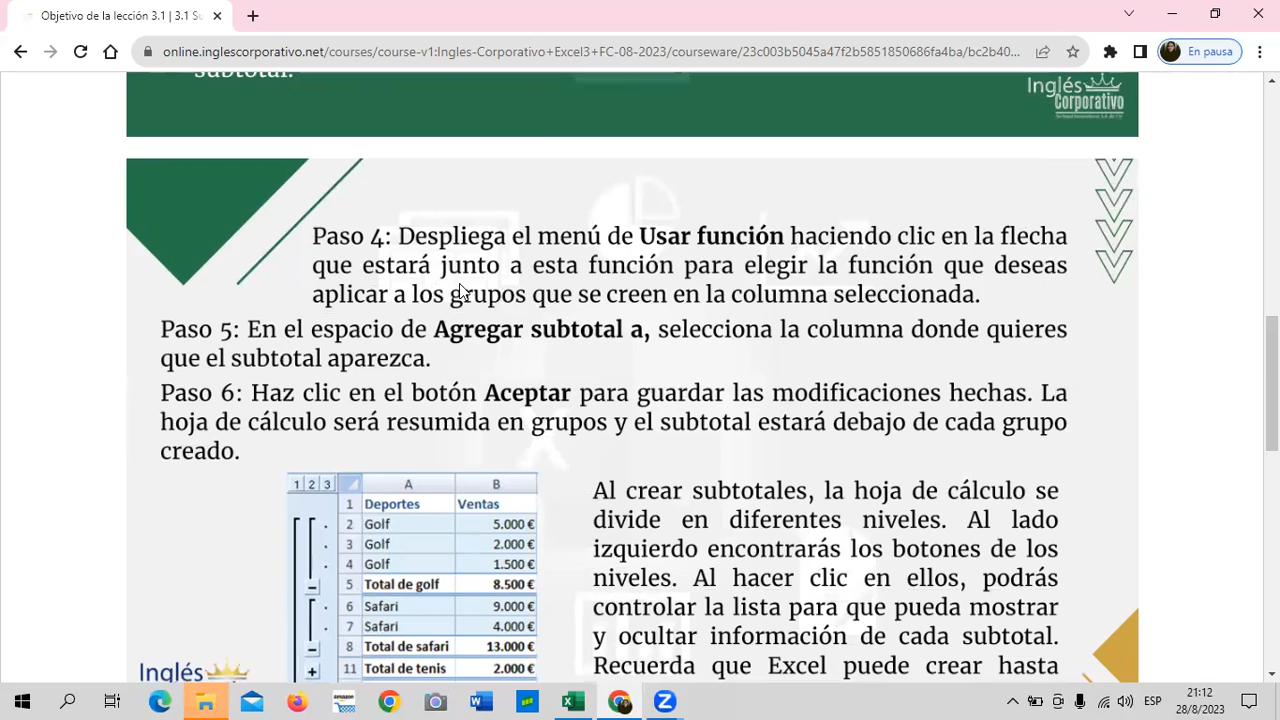 Objetivo de la lección 3.1 | 3.1 Su
online.inglescorporativo.net/courses/course-v1:Ingles-Corporativo+Excel3+FC-08-2023/courseware/23c003b5045a47f2b5851850686fa4ba/bc2b40...
En pausa
subtotal.
Inglés
Corporativo
Paso 4: Despliega el menú de Usar función haciendo clic en la flecha
que estará junto a esta función para elegir la función que deseas
aplicar a los grupos que se creen en la columna seleccionada.
Paso 5: En el espacio de Agregar subtotal a, selecciona la columna donde quieres
que el subtotal aparezca.
Paso 6: Haz clic en el botón Aceptar para guardar las modificaciones hechas. La
hoja de cálculo será resumida en grupos y el subtotal estará debajo de cada grupo
creado.
1 2 3 A B
1 Deportes Ventas
2 Golf 5.000 €
3 Golf 2.000 €
4 Golf 1.500 €
5 Total de golf 8.500 €
6 Safari 9.000 €
7 Safari 4.000 €
8 Total de safari 13.000 €
11 Total de tenis 2.000 €
Al crear subtotales, la hoja de cálculo se
divide en diferentes niveles. Al lado
izquierdo encontrarás los botones de los
niveles. Al hacer clic en ellos, podrás
controlar la lista para que pueda mostrar
y ocultar información de cada subtotal.
Recuerda que Excel puede crear hasta
Inglés
ESP
21:12
28/8/2023